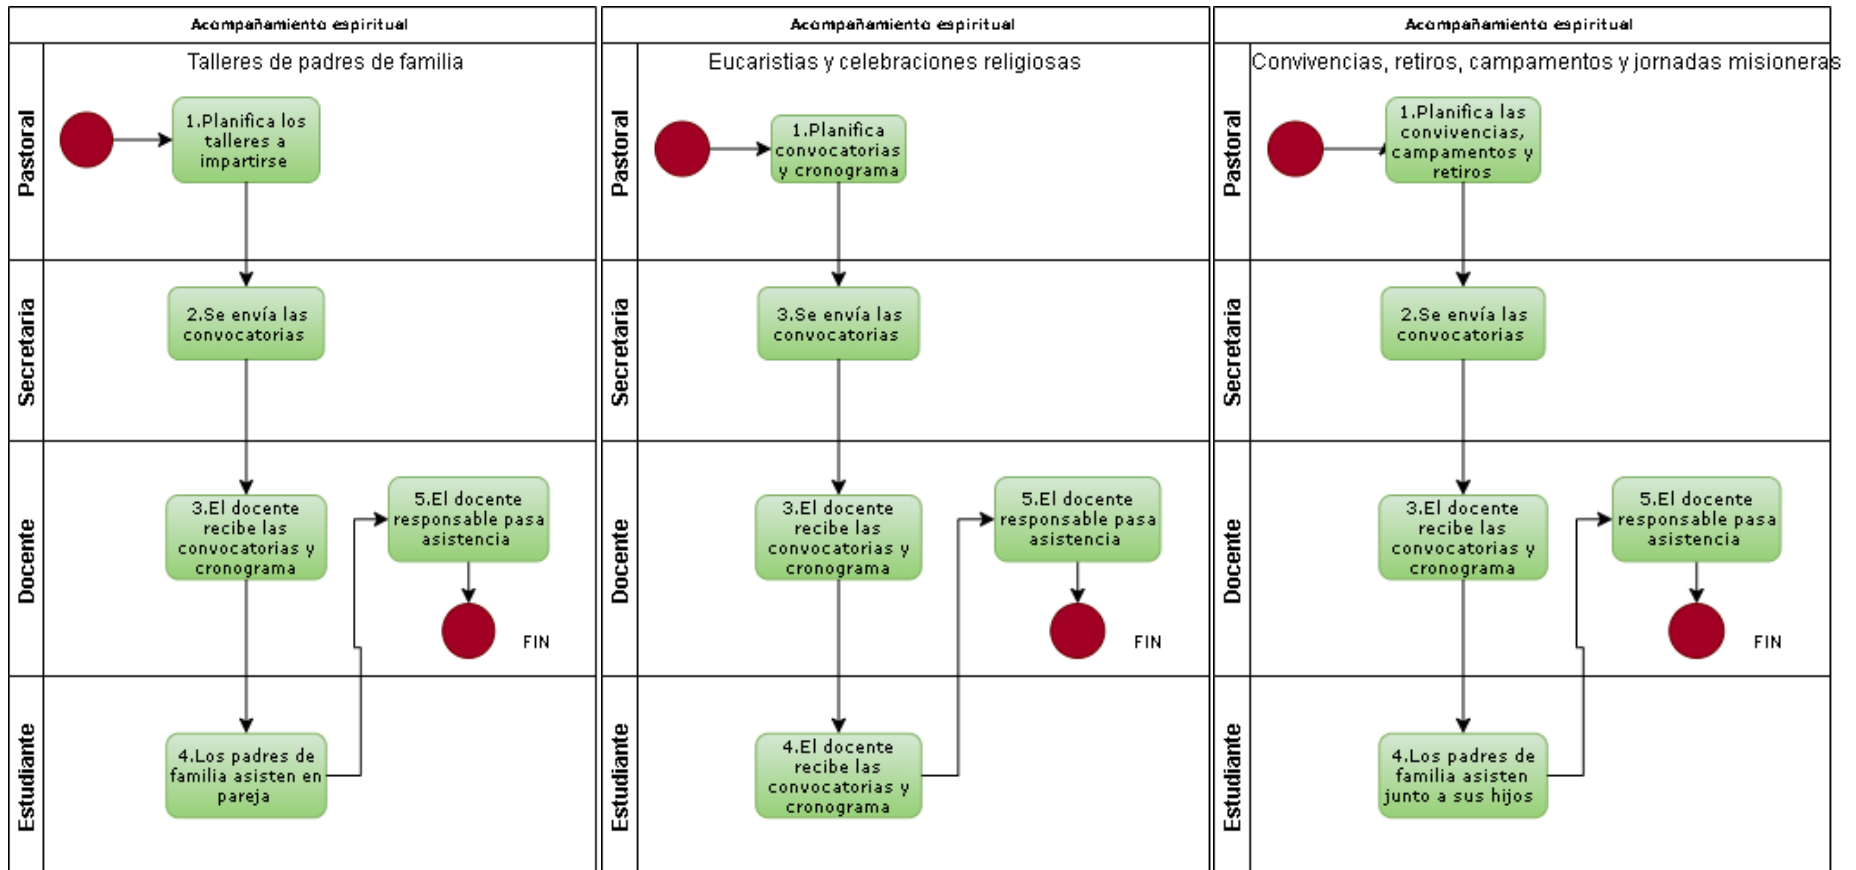 Acompañamiento espiritual
Talleres de padres de familia
Pastoral
1.Planifica los
talleres a
impartirse
Secretaria
2.Se envía las
convocatorias
Docente
3.El docente
recibe las
convocatorias y
cronograma
5.El docente
responsable pasa
asistencia
FIN
Estudiante
4.Los padres de
familia asisten en
pareja
Acompañamiento espiritual
Eucaristias y celebraciones religiosas
Pastoral
1.Planifica
convocatorias
y cronograma
Secretaria
3.Se envía las
convocatorias
Docente
3.El docente
recibe las
convocatorias y
cronograma
5.El docente
responsable pasa
asistencia
FIN
Estudiante
4.El docente
recibe las
convocatorias y
cronograma
Acompañamiento espiritual
Convivencias, retiros, campamentos y jornadas misioneras
Pastoral
1.Planifica las
convivencias,
campamentos y
retiros
Secretaria
2.Se envía las
convocatorias
Docente
3.El docente
recibe las
convocatorias y
cronograma
5.El docente
responsable pasa
asistencia
FIN
Estudiante
4.Los padres de
familia asisten
junto a sus hijos